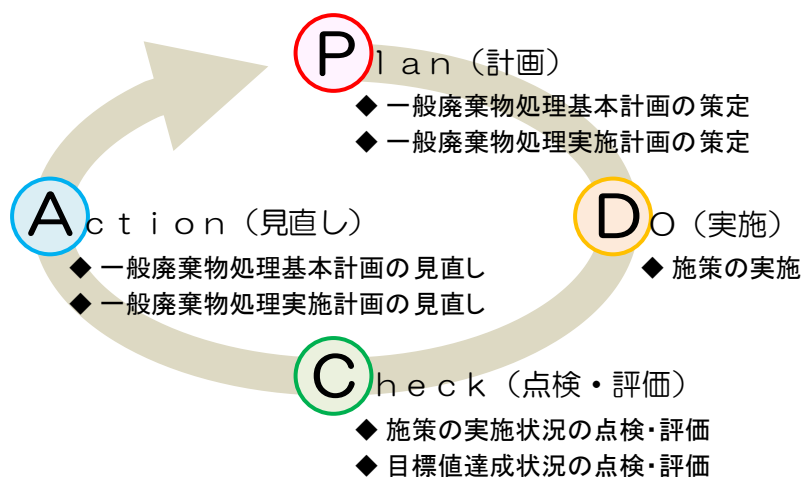 Plan（計画）
◆ 一般廃棄物処理基本計画の策定
◆ 一般廃棄物処理実施計画の策定
Action（見直し）
◆ 一般廃棄物処理基本計画の見直し
◆ 一般廃棄物処理実施計画の見直し
DO（実施）
◆ 施策の実施
Check（点検・評価）
◆ 施策の実施状況の点検・評価
◆ 目標値達成状況の点検・評価